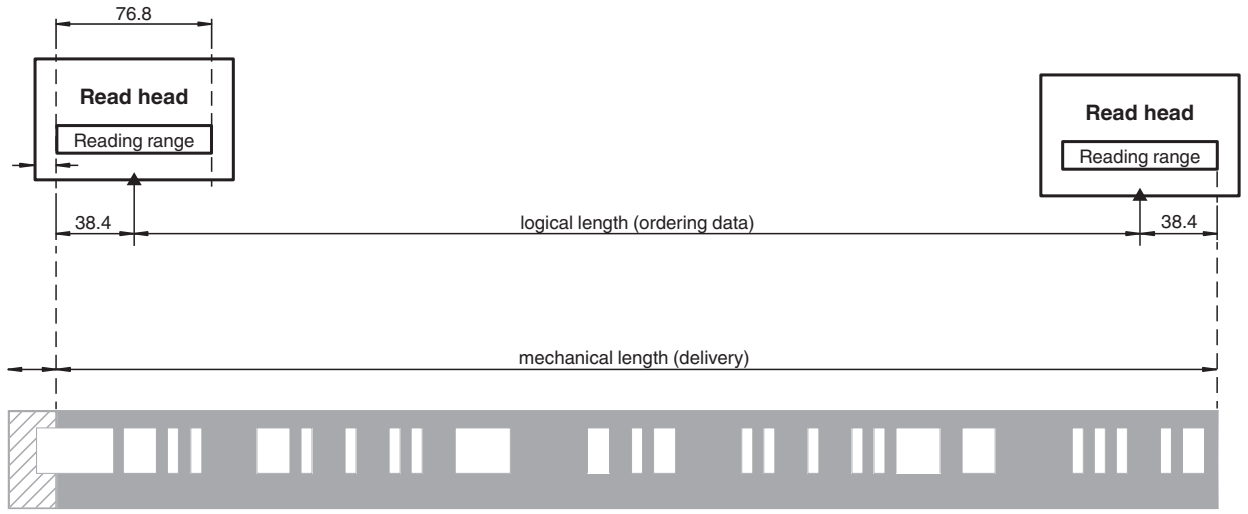 76.8
Read head
Reading range
Read head
Reading range
38.4
logical length (ordering data)
38.4
mechanical length (delivery)